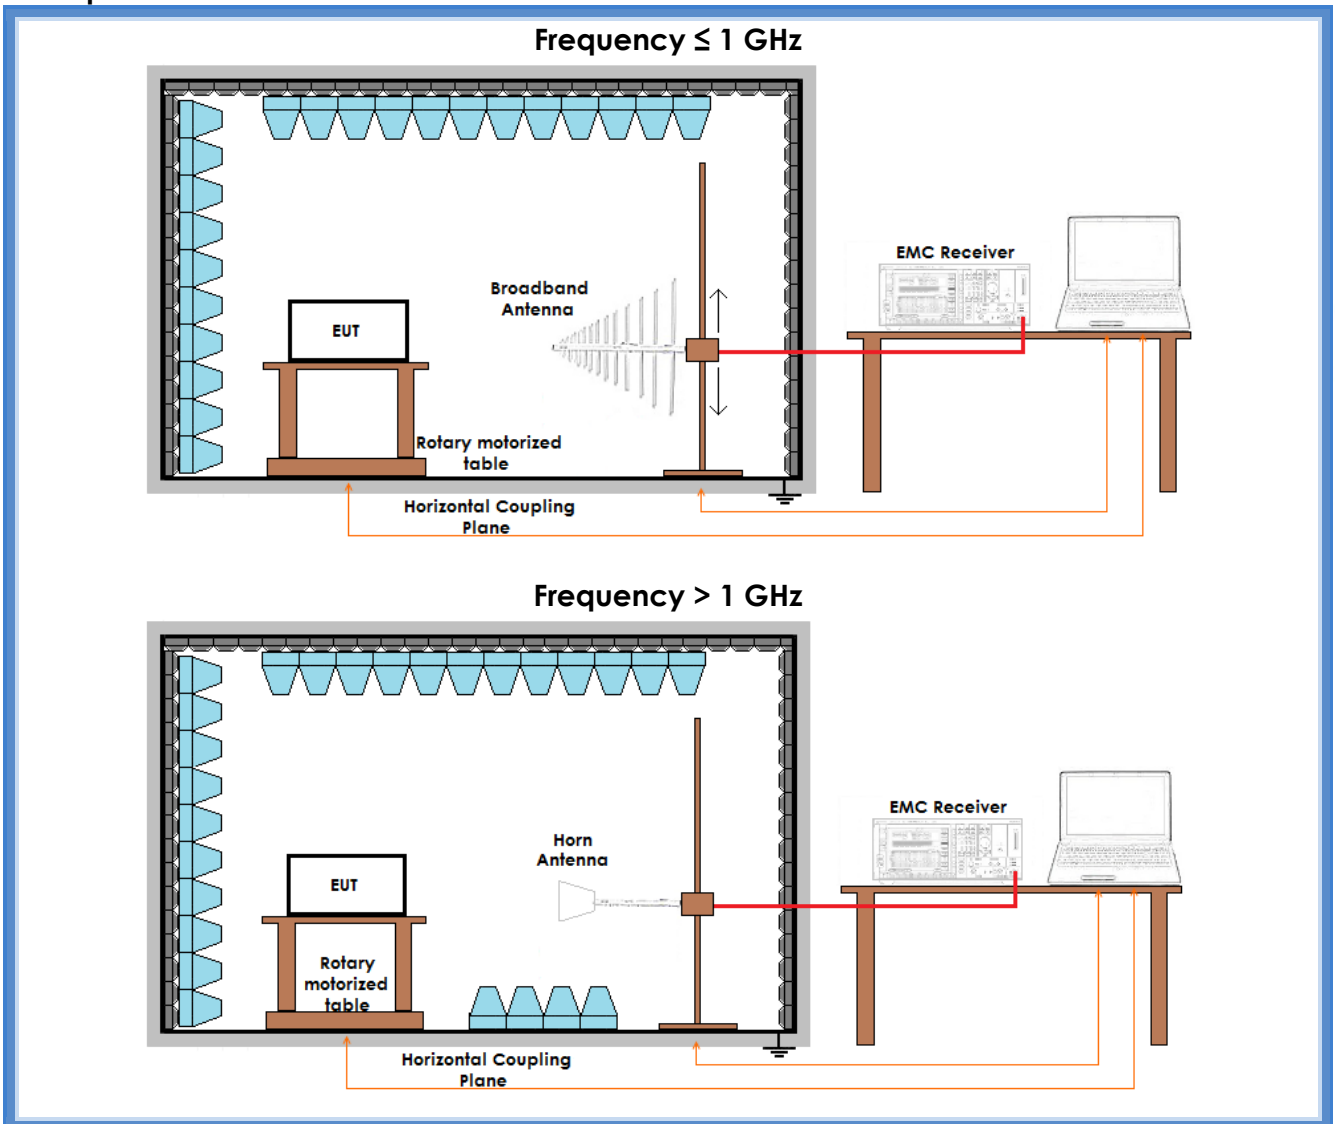 Frequency ≤ 1 GHz
EMC Receiver
Broadband
Antenna
EUT
Rotary motorized
table
Horizontal Coupling
Plane
Frequency > 1 GHz
EMC Receiver
Horn
Antenna
EUT
Rotary
motorized
table
Horizontal Coupling
Plane